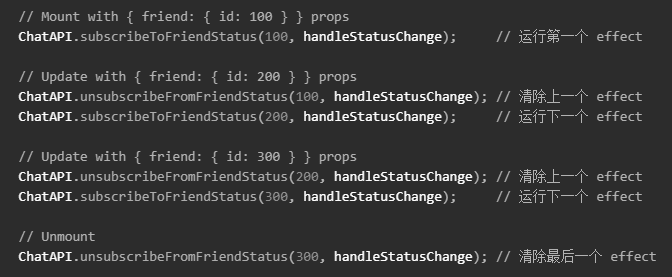 // Mount with { friend: { id: 100 } } props
ChatAPI.subscribeToFriendStatus(100, handleStatusChange);     // 运行第一个 effect
// Update with { friend: { id: 200 } } props
ChatAPI.unsubscribeFromFriendStatus(100, handleStatusChange); // 清除上一个 effect
ChatAPI.subscribeToFriendStatus(200, handleStatusChange);     // 运行下一个 effect
// Update with { friend: { id: 300 } } props
ChatAPI.unsubscribeFromFriendStatus(200, handleStatusChange); // 清除上一个 effect
ChatAPI.subscribeToFriendStatus(300, handleStatusChange);     // 运行下一个 effect
// Unmount
ChatAPI.unsubscribeFromFriendStatus(300, handleStatusChange); // 清除最后一个 effect